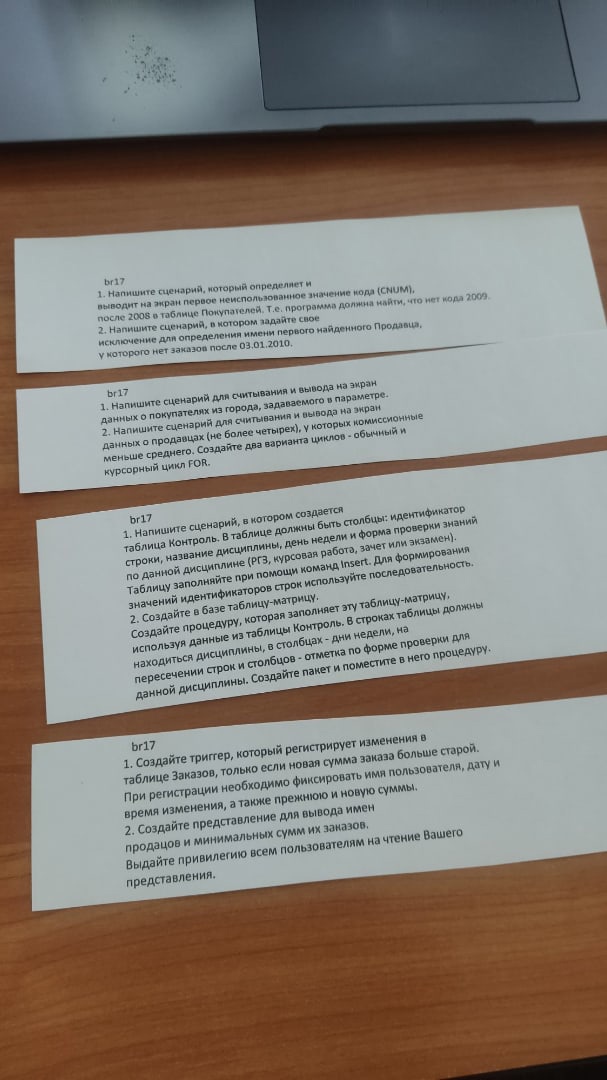 br17
1. Напишите сценарий, который определяет и
выводит на экран первое неиспользованное значение кода (CNUM),
после 2008 в таблице Покупателей. Т.е. программа должна найти, что нет кода 2009.
2. Напишите сценарий, в котором задайте свое
исключение для определения имени первого найденного Продавца,
у которого нет заказов после 03.01.2010.
br17
1. Напишите сценарий для считывания и вывода на экран
данных о покупателях из города, задаваемого в параметре.
2. Напишите сценарий для считывания и вывода на экран
данных о продавцах (не более четырех), у которых комиссионные
меньше среднего. Создайте два варианта циклов - обычный и
курсорный цикл FOR.
br17
1. Напишите сценарий, в котором создается
таблица Контроль. В таблице должны быть столбцы: идентификатор
строки, название дисциплины, день недели и форма проверки знаний
по данной дисциплине (РГЗ, курсовая работа, зачет или экзамен).
Таблицу заполняйте при помощи команд Insert. Для формирования
значений идентификаторов строк используйте последовательность.
2. Создайте в базе таблицу-матрицу.
Создайте процедуру, которая заполняет эту таблицу-матрицу,
используя данные из таблицы Контроль. В строках таблицы должны
находиться дисциплины, в столбцах - дни недели, на
пересечении строк и столбцов - отметка по форме проверки для
данной дисциплины. Создайте пакет и поместите в него процедуру.
br17
1. Создайте триггер, который регистрирует изменения в
таблице Заказов, только если новая сумма заказа больше старой.
При регистрации необходимо фиксировать имя пользователя, дату и
время изменения, а также прежнюю и новую суммы.
2. Создайте представление для вывода имен
продацов и минимальных сумм их заказов.
Выдайте привилегию всем пользователям на чтение Вашего
представления.